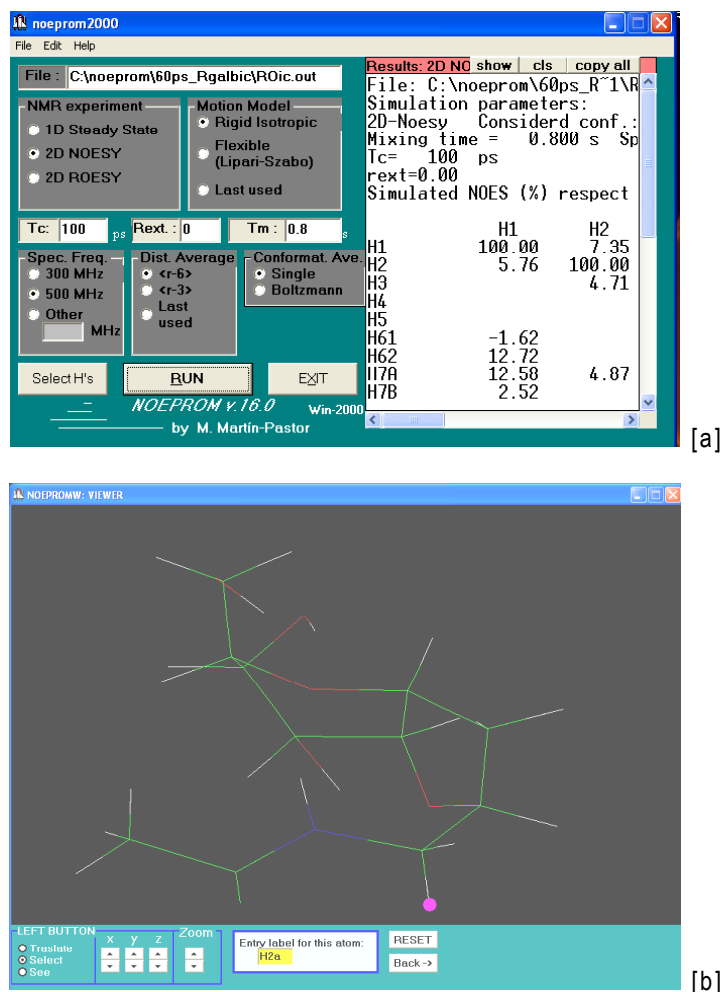 noeprom2000
File Edit Help
File : C:\noeprom\60ps_Rgalbic\ROic.out
NMR experiment
1D Steady State
2D NOESY
2D ROESY
Motion Model
Rigid Isotropic
Flexible
(Lipari-Szabo)
Last used
Tc: 100 ps Rext. : 0 Tm : 0.8 s
Spec. Freq.
300 MHz
500 MHz
Other
MHz
Dist. Average
<r-6>
<r-3>
Last
used
Conformat. Ave.
Single
Boltzmann
Select H's RUN EXIT
NOEPROM v.16.0 Win-2000
by M. Martín-Pastor
Results: 2D NO show cls copy all
File: C:\noeprom\60ps_R~1\R
Simulation parameters:
2D-Noesy Considerd conf.:
Mixing time = 0.800 s Sp
Tc= 100 ps
rext=0.00
Simulated NOES (%) respect
H1 H2
H1 100.00 7.35
H2 5.76 100.00
H3 4.71
H4
H5
H61 -1.62
H62 12.72
H7A 12.58 4.87
H7B 2.52
[a]
NOEPROMW: VIEWER
LEFT BUTTON
Traslate
Select
See
x y z
Zoom
Entry label for this atom:
H2a
RESET
Back ->
[b]